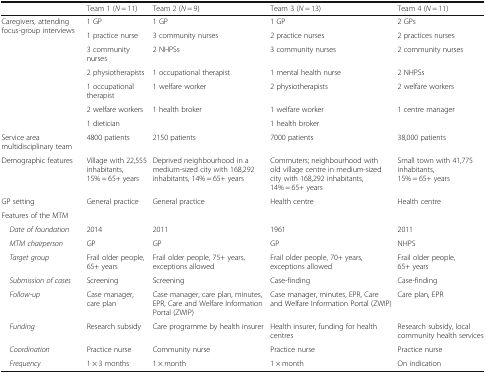 Team 1 (N = 11) Team 2 (N = 9) Team 3 (N = 13) Team 4 (N = 11)
Caregivers, attending focus-group interviews 1 GP 1 GP 1 GP 2 GPs
1 practice nurse 3 community nurses 2 practice nurses 2 practices nurses
3 community nurses 2 NHPSs 3 community nurses 2 community nurses
2 physiotherapists 1 occupational therapist 1 mental health nurse 2 NHPSs
1 occupational therapist 1 welfare worker 2 physiotherapists 2 welfare workers
2 welfare workers 1 health broker 1 welfare worker 1 centre manager
1 dietician 1 health broker
Service area multidisciplinary team 4800 patients 2150 patients 7000 patients 38,000 patients
Demographic features Village with 22,555 inhabitants, 15% = 65+ years Deprived neighbourhood in a medium-sized city with 168,292 inhabitants, 14% = 65+ years Commuters; neighbourhood with old village centre in medium-sized city with 168,292 inhabitants, 14% = 65+ years Small town with 41,775 inhabitants, 15% = 65+ years
GP setting General practice General practice Health centre Health centre
Features of the MTM
Date of foundation 2014 2011 1961 2011
MTM chairperson GP GP GP NHPS
Target group Frail older people, 65+ years Frail older people, 75+ years, exceptions allowed Frail older people, 70+ years, exceptions allowed Frail older people, 65+ years
Submission of cases Screening Screening Case-finding Case-finding
Follow-up Case manager, care plan Case manager, care plan, minutes, EPR, Care and Welfare Information Portal (ZWIP) Case manager, minutes, EPR, Care and Welfare Information Portal (ZWIP) Care plan, EPR
Funding Research subsidy Care programme by health insurer Health insurer, funding for health centres Research subsidy, local community health services
Coordination Practice nurse Community nurse Practice nurse Practice nurse
Frequency 1 × 3 months 1 × month 1 × month On indication